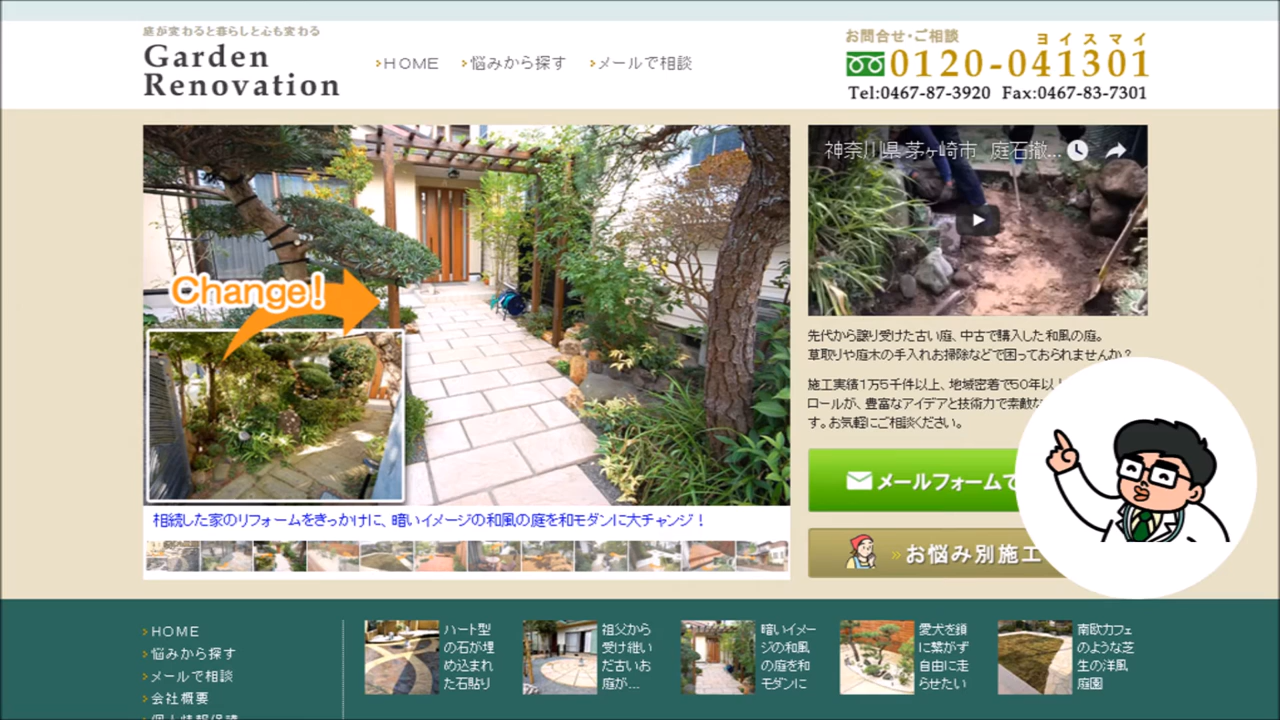 庭が変わると暮らしと心も変わる
Garden
Renovation
HOME
悩みから探す
メールで相談
お問合せ・ご相談
ヨイスマイ
0120-041301
Tel:0467-87-3920 Fax:0467-83-7301
Change!
相続した家のリフォームをきっかけに、暗いイメージの和風の庭を和モダンに大チャンジ！
神奈川県 茅ヶ崎市 庭石撤...
先代から譲り受けた古い庭、中古で購入した和風の庭。
草取りや庭木の手入れお掃除などで困っておられませんか？
施工実績1万5千件以上、地域密着で50年以上
ロールが、豊富なアイデアと技術力で素敵な
す。お気軽にご相談ください。
メールフォームで
» お悩み別施工
HOME
悩みから探す
メールで相談
会社概要
個人情報保護
ハート型
の石が埋
め込まれ
た石貼り
祖父から
受け継い
だ古いお
庭が...
暗いイメー
ジの和風
の庭を和
モダンに
愛犬を鎖
に繋がず
自由に走
らせたい
南欧カフェ
のような芝
生の洋風
庭園